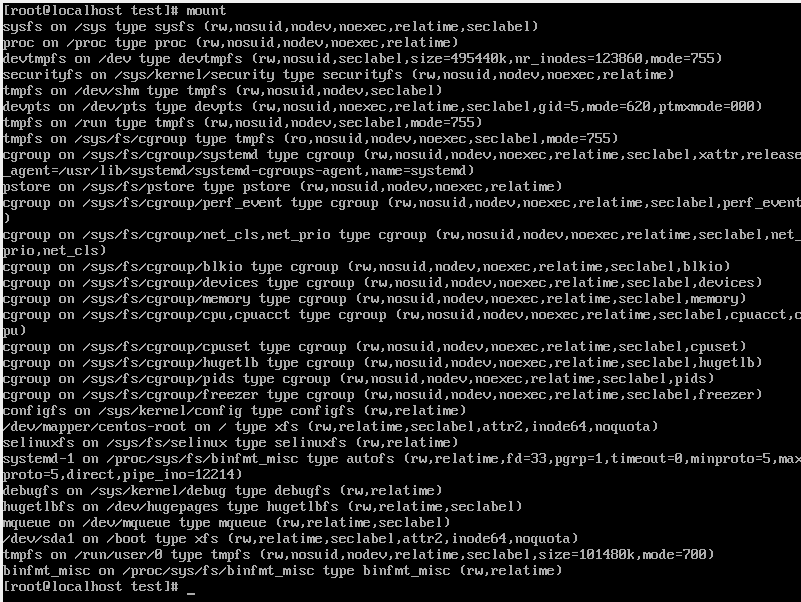 [root@localhost test]# mount
sysfs on /sys type sysfs (rw,nosuid,nodev,noexec,relatime,seclabel)
proc on /proc type proc (rw,nosuid,nodev,noexec,relatime)
devtmpfs on /dev type devtmpfs (rw,nosuid,seclabel,size=495440k,nr_inodes=123860,mode=755)
securityfs on /sys/kernel/security type securityfs (rw,nosuid,nodev,noexec,relatime)
tmpfs on /dev/shm type tmpfs (rw,nosuid,nodev,seclabel)
devpts on /dev/pts type devpts (rw,nosuid,noexec,relatime,seclabel,gid=5,mode=620,ptmxmode=000)
tmpfs on /run type tmpfs (rw,nosuid,nodev,seclabel,mode=755)
tmpfs on /sys/fs/cgroup type tmpfs (ro,nosuid,nodev,noexec,seclabel,mode=755)
cgroup on /sys/fs/cgroup/systemd type cgroup (rw,nosuid,nodev,noexec,relatime,seclabel,xattr,release
_agent=/usr/lib/systemd/systemd-cgroups-agent,name=systemd)
pstore on /sys/fs/pstore type pstore (rw,nosuid,nodev,noexec,relatime)
cgroup on /sys/fs/cgroup/perf_event type cgroup (rw,nosuid,nodev,noexec,relatime,seclabel,perf_event
)
cgroup on /sys/fs/cgroup/net_cls,net_prio type cgroup (rw,nosuid,nodev,noexec,relatime,seclabel,net_
prio,net_cls)
cgroup on /sys/fs/cgroup/blkio type cgroup (rw,nosuid,nodev,noexec,relatime,seclabel,blkio)
cgroup on /sys/fs/cgroup/devices type cgroup (rw,nosuid,nodev,noexec,relatime,seclabel,devices)
cgroup on /sys/fs/cgroup/memory type cgroup (rw,nosuid,nodev,noexec,relatime,seclabel,memory)
cgroup on /sys/fs/cgroup/cpu,cpuacct type cgroup (rw,nosuid,nodev,noexec,relatime,seclabel,cpuacct,c
pu)
cgroup on /sys/fs/cgroup/cpuset type cgroup (rw,nosuid,nodev,noexec,relatime,seclabel,cpuset)
cgroup on /sys/fs/cgroup/hugetlb type cgroup (rw,nosuid,nodev,noexec,relatime,seclabel,hugetlb)
cgroup on /sys/fs/cgroup/pids type cgroup (rw,nosuid,nodev,noexec,relatime,seclabel,pids)
cgroup on /sys/fs/cgroup/freezer type cgroup (rw,nosuid,nodev,noexec,relatime,seclabel,freezer)
configfs on /sys/kernel/config type configfs (rw,relatime)
/dev/mapper/centos-root on / type xfs (rw,relatime,seclabel,attr2,inode64,noquota)
selinuxfs on /sys/fs/selinux type selinuxfs (rw,relatime)
systemd-1 on /proc/sys/fs/binfmt_misc type autofs (rw,relatime,fd=33,pgrp=1,timeout=0,minproto=5,max
proto=5,direct,pipe_ino=12214)
debugfs on /sys/kernel/debug type debugfs (rw,relatime)
hugetlbfs on /dev/hugepages type hugetlbfs (rw,relatime,seclabel)
mqueue on /dev/mqueue type mqueue (rw,relatime,seclabel)
/dev/sda1 on /boot type xfs (rw,relatime,seclabel,attr2,inode64,noquota)
tmpfs on /run/user/0 type tmpfs (rw,nosuid,nodev,relatime,seclabel,size=101480k,mode=700)
binfmt_misc on /proc/sys/fs/binfmt_misc type binfmt_misc (rw,relatime)
[root@localhost test]# _